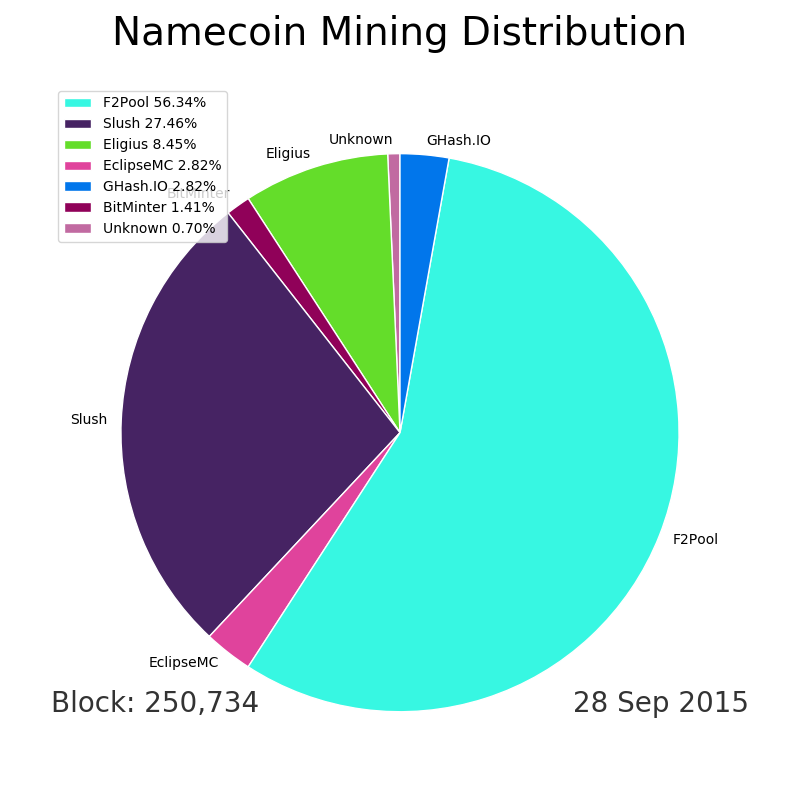 Namecoin Mining Distribution
F2Pool 56.34%
Slush 27.46%
Eligius 8.45%
EclipseMC 2.82%
GHash.IO 2.82%
BitMinter 1.41%
Unknown 0.70%
Unknown
GHash.IO
Eligius
BitMinter
Slush
F2Pool
EclipseMC
Block: 250,734
28 Sep 2015